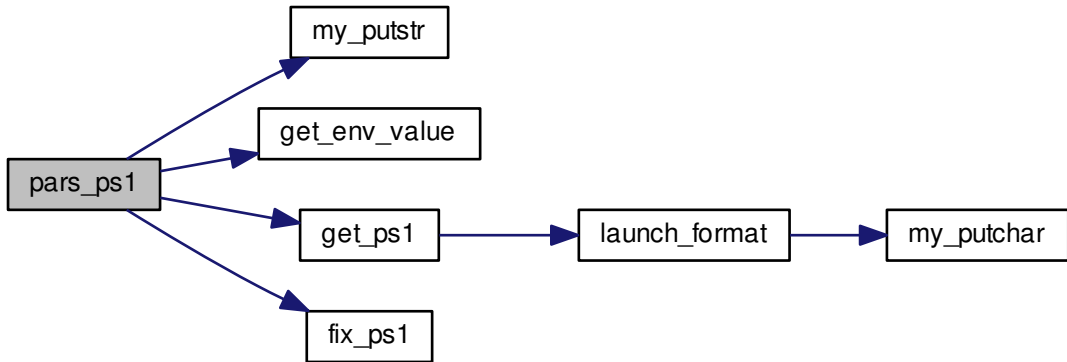 my_putstr
get_env_value
pars_ps1
get_ps1
launch_format
my_putchar
fix_ps1